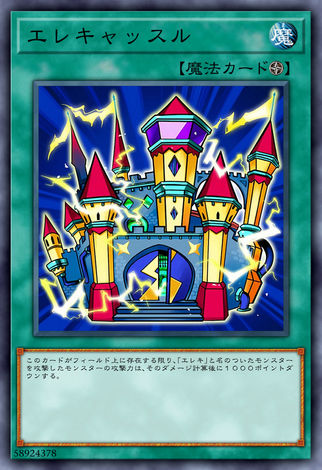 エレキャッスル
魔
【魔法カード】
このカードがフィールド上に存在する限り、「エレキ」と名のついたモンスター
を攻撃したモンスターの攻撃力は、そのダメージ計算後に１０００ポイントダ
ウンする。
58924378